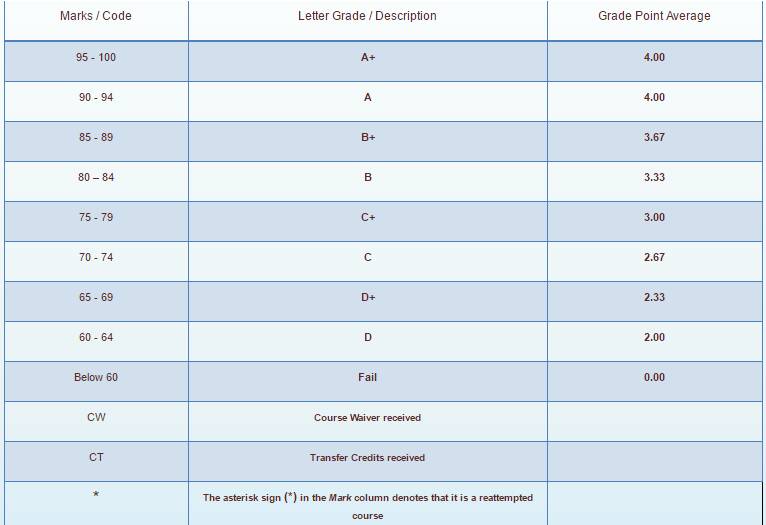 Marks / Code Letter Grade / Description Grade Point Average
95 - 100 A+ 4.00
90 - 94 A 4.00
85 - 89 B+ 3.67
80 – 84 B 3.33
75 - 79 C+ 3.00
70 - 74 C 2.67
65 - 69 D+ 2.33
60 - 64 D 2.00
Below 60 Fail 0.00
CW Course Waiver received
CT Transfer Credits received
* The asterisk sign (*) in the Mark column denotes that it is a reattempted
course